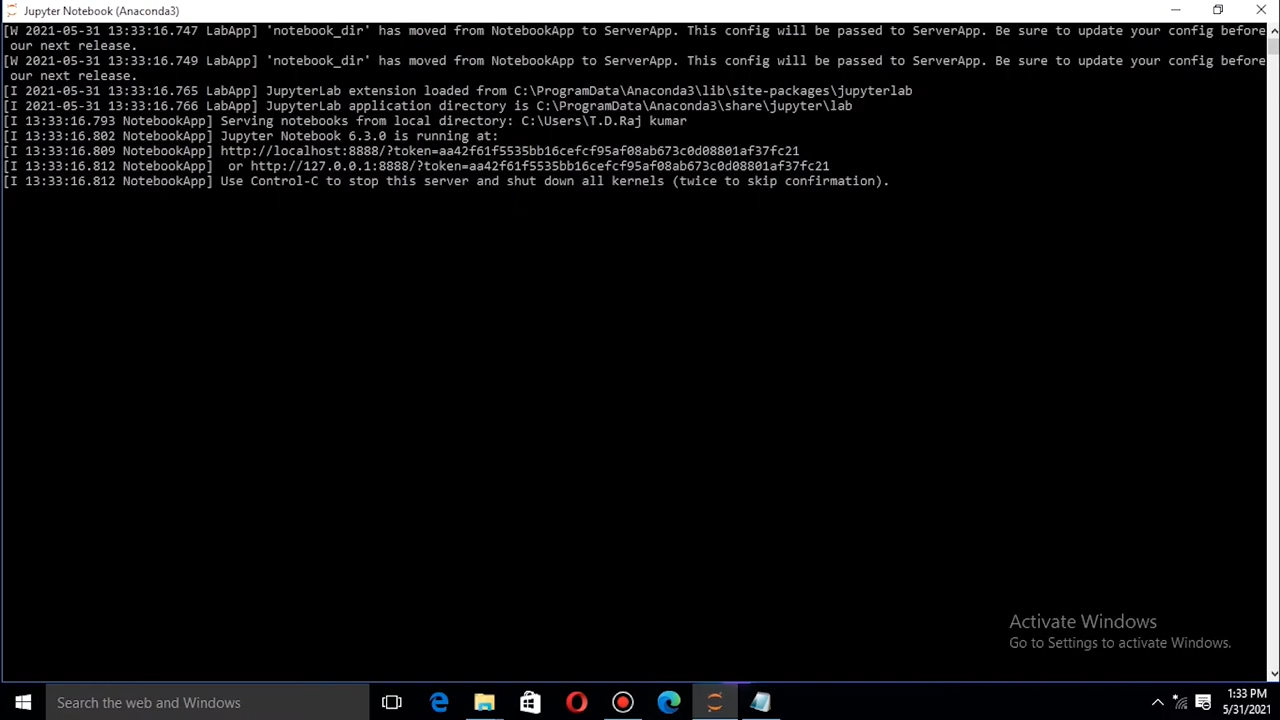 Jupyter Notebook (Anaconda3)
[W 2021-05-31 13:33:16.747 LabApp] 'notebook_dir' has moved from NotebookApp to ServerApp. This config will be passed to ServerApp. Be sure to update your config before
our next release.
[W 2021-05-31 13:33:16.749 LabApp] 'notebook_dir' has moved from NotebookApp to ServerApp. This config will be passed to ServerApp. Be sure to update your config before
our next release.
[I 2021-05-31 13:33:16.765 LabApp] JupyterLab extension loaded from C:\ProgramData\Anaconda3\lib\site-packages\jupyterlab
[I 2021-05-31 13:33:16.766 LabApp] JupyterLab application directory is C:\ProgramData\Anaconda3\share\jupyter\lab
[I 13:33:16.793 NotebookApp] Serving notebooks from local directory: C:\Users\T.D.Raj kumar
[I 13:33:16.802 NotebookApp] Jupyter Notebook 6.3.0 is running at:
[I 13:33:16.809 NotebookApp] http://localhost:8888/?token=aa42f61f5535bb16cefcf95af08ab673c0d08801af37fc21
[I 13:33:16.812 NotebookApp]  or http://127.0.0.1:8888/?token=aa42f61f5535bb16cefcf95af08ab673c0d08801af37fc21
[I 13:33:16.812 NotebookApp] Use Control-C to stop this server and shut down all kernels (twice to skip confirmation).
Activate Windows
Go to Settings to activate Windows.
Search the web and Windows
1:33 PM
5/31/2021